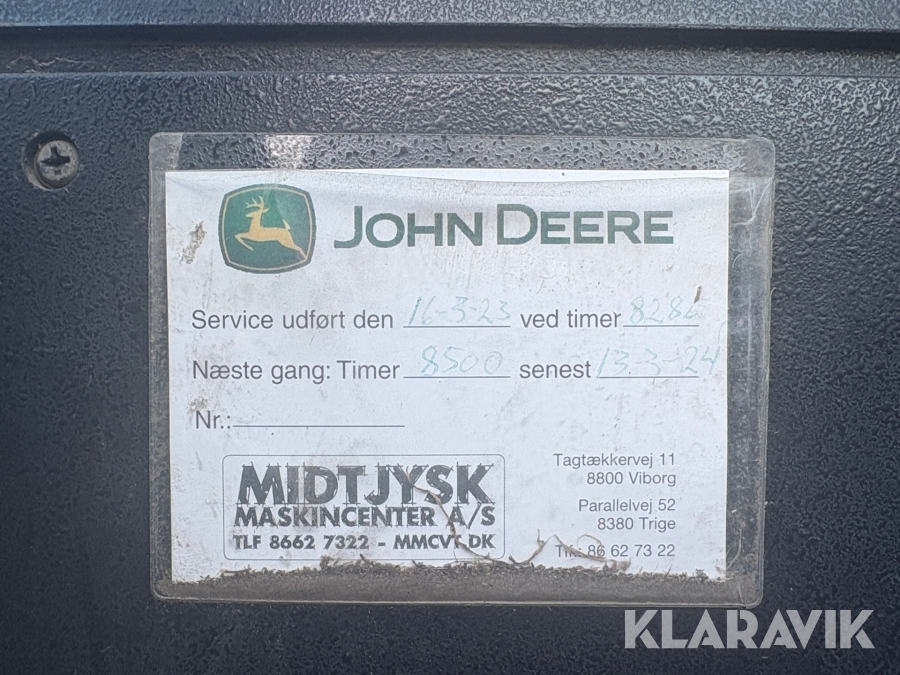 JOHN DEERE
Service udført den 16-3-23 ved timer 8286
Næste gang: Timer 8500 senest 13.3-24
Nr.:
MIDTJYSK
MASKINCENTER A/S
TLF 8662 7322 - MMCVT.DK
Tagtækkervej 11
8800 Viborg
Parallelvej 52
8380 Trige
Tlf.: 86 62 73 22
KLARAVIK